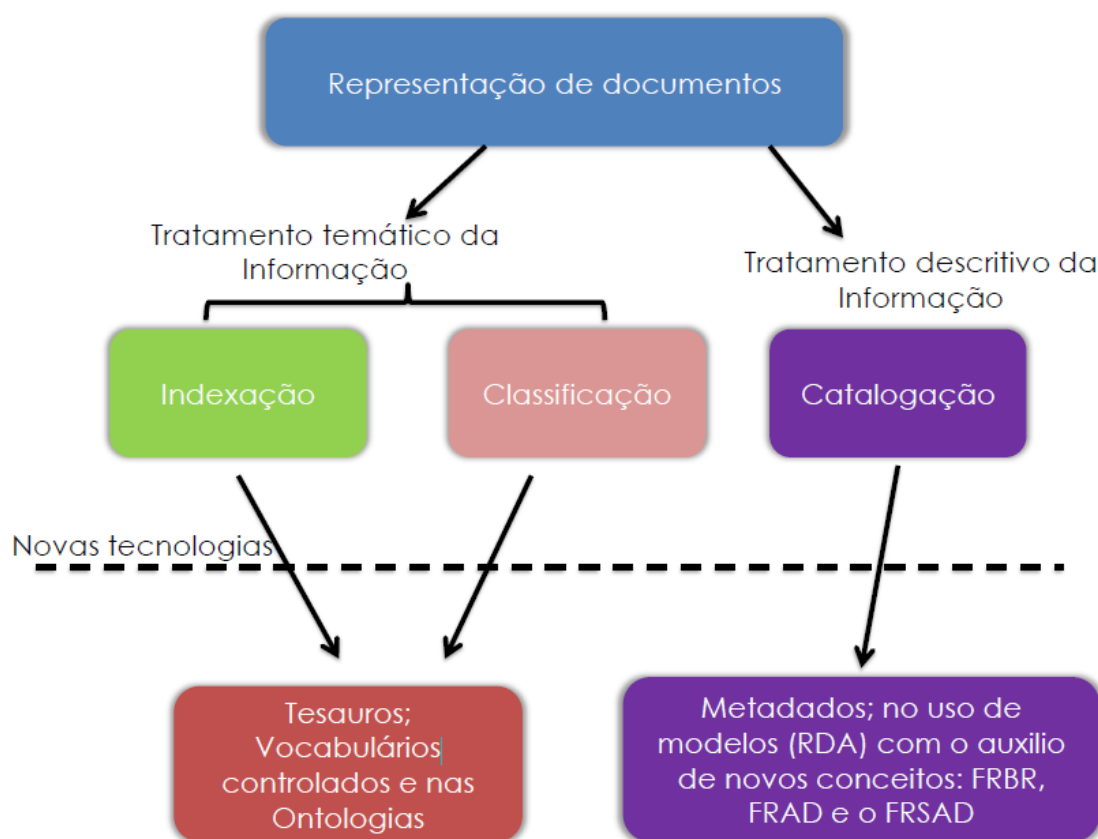 Representação de documentos
Tratamento temático da
Informação
Tratamento descritivo da
Informação
Indexação
Classificação
Catalogação
Novas tecnologias
Tesauros;
Vocabulários
controlados e nas
Ontologias
Metadados; no uso de
modelos (RDA) com o auxilio
de novos conceitos: FRBR,
FRAD e o FRSAD